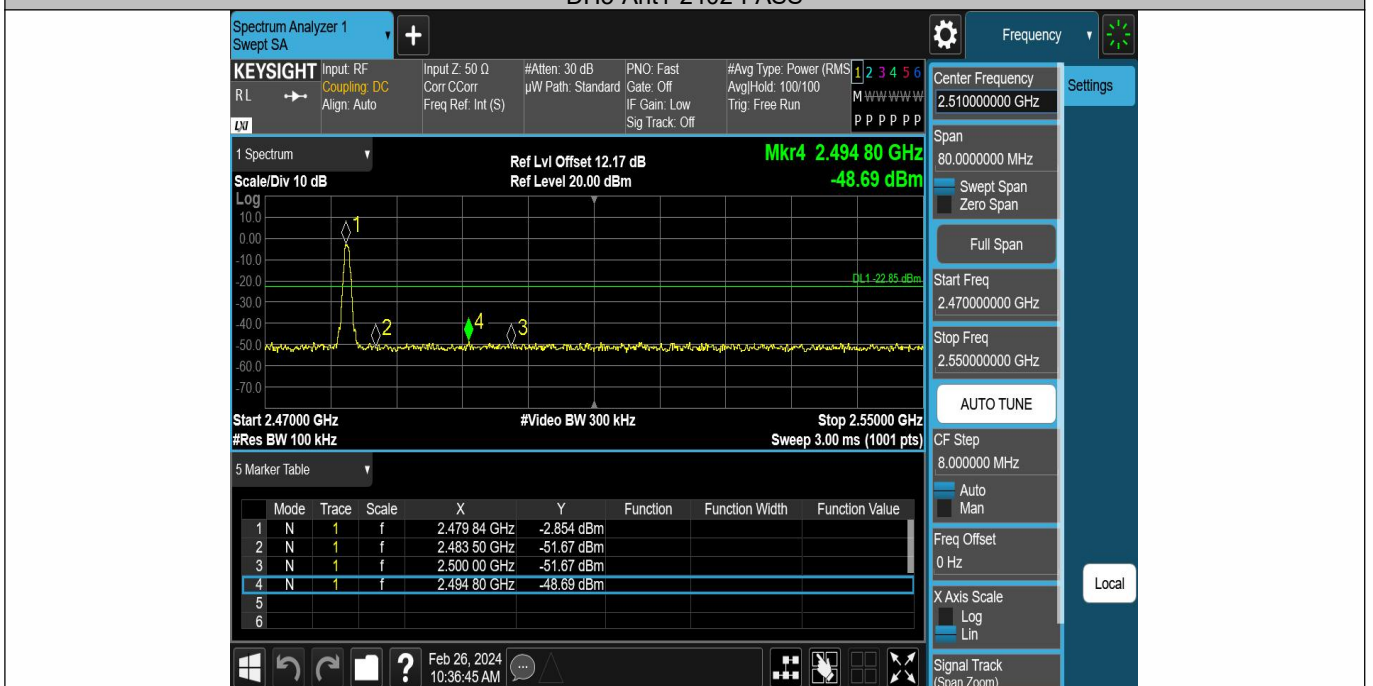 Spectrum Analyzer 1
Swept SA
+
Frequency
KEYSIGHT
RL
LXI
Input: RF
Coupling: DC
Align: Auto
Input Z: 50 Ω
Corr CCorr
Freq Ref: Int (S)
#Atten: 30 dB
µW Path: Standard
PNO: Fast
Gate: Off
IF Gain: Low
Sig Track: Off
#Avg Type: Power (RMS
Avg|Hold: 100/100
Trig: Free Run
1 2 3 4 5 6
M W W W W W
P P P P P P
Center Frequency
2.510000000 GHz
Settings
1 Spectrum
Ref Lvl Offset 12.17 dB
Mkr4 2.494 80 GHz
Scale/Div 10 dB
Ref Level 20.00 dBm
-48.69 dBm
Span
80.0000000 MHz
Swept Span
Zero Span
Full Span
Start Freq
2.470000000 GHz
Stop Freq
2.550000000 GHz
AUTO TUNE
CF Step
8.000000 MHz
Auto
Man
Freq Offset
0 Hz
X Axis Scale
Log
Lin
Signal Track
(Span Zoom)
Local
Log
10.0
0.00
-10.0
-20.0
-30.0
-40.0
-50.0
-60.0
-70.0
1
2
4
3
DL1 -22.85 dBm
Start 2.47000 GHz
#Video BW 300 kHz
Stop 2.55000 GHz
#Res BW 100 kHz
Sweep 3.00 ms (1001 pts)
5 Marker Table
Mode Trace Scale X Y Function Function Width Function Value
1 N 1 f 2.479 84 GHz -2.854 dBm
2 N 1 f 2.483 50 GHz -51.67 dBm
3 N 1 f 2.500 00 GHz -51.67 dBm
4 N 1 f 2.494 80 GHz -48.69 dBm
5
6
?
Feb 26, 2024
10:36:45 AM